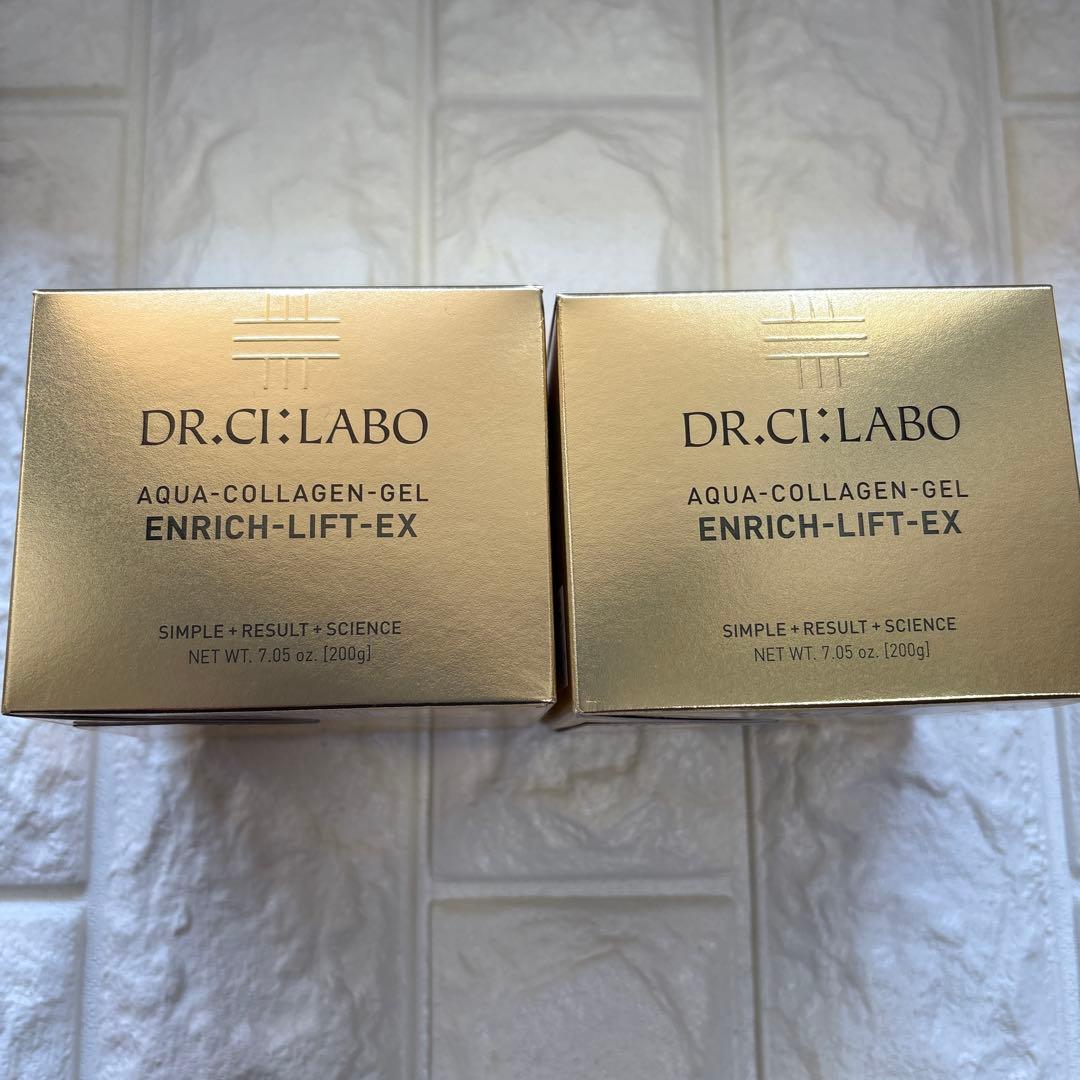 DR.CI:LABO
AQUA-COLLAGEN-GEL
ENRICH-LIFT-EX
SIMPLE+RESULT+SCIENCE
NET WT. 7.05 oz. [200g]
DR.CI:LABO
AQUA-COLLAGEN-GEL
ENRICH-LIFT-EX
SIMPLE+RESULT+SCIENCE
NET WT. 7.05 oz. [200g]